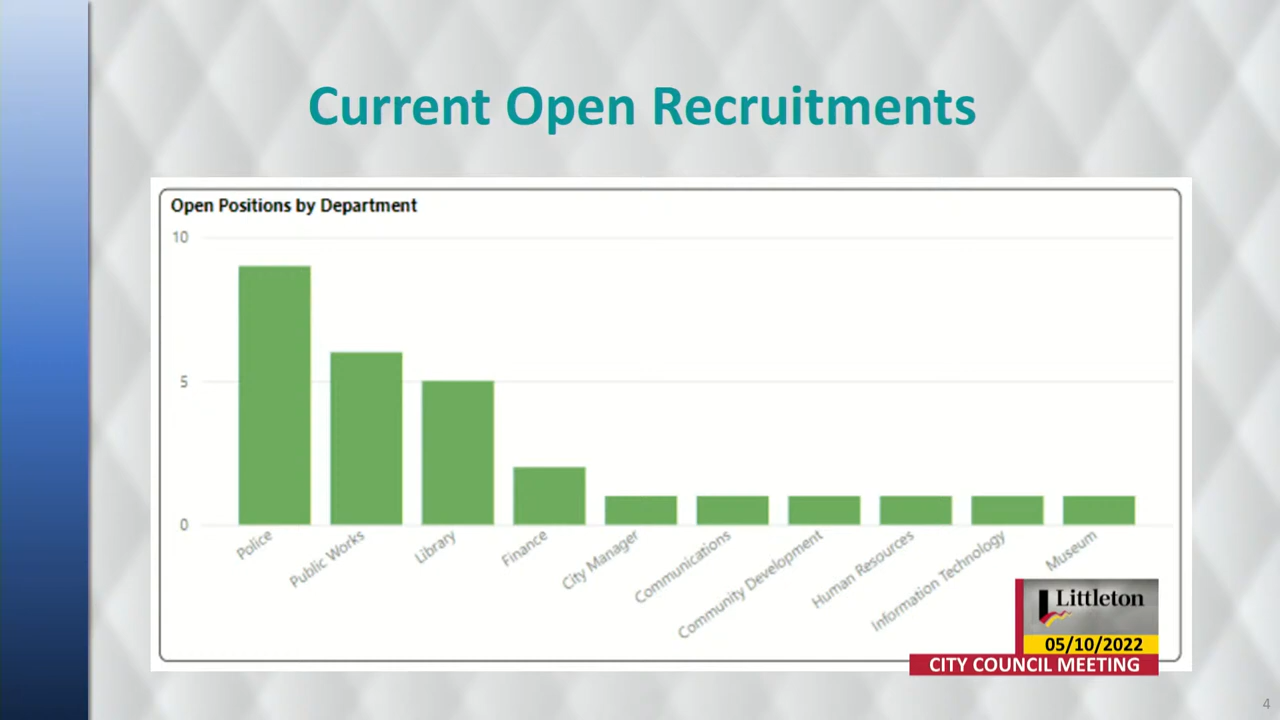 Current Open Recruitments
Open Positions by Department
10
5
0
Police
Public Works
Library
Finance
City Manager
Communications
Community Development
Human Resources
Information Technology
Museum
Littleton
05/10/2022
CITY COUNCIL MEETING
4